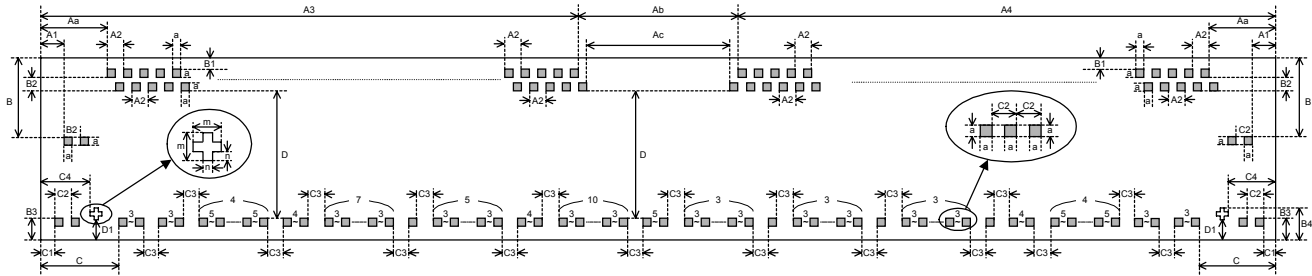 A3 Ab A4
Aa Aa
A1 A2 a A2 Ac A2 a A2 A1
B1 B1
a a
B2 B2
a a
A2 A2 A2 A2
B B
m C2 C2
B2 a a a C2
m n a a a a
a n a
D D
C4 C4
C2 C3 4 C3 7 C3 5 C3 10 C3 3 C3 3 C3 3 C3 4 C3 C2
B3 3 3~ 5 5~ 4 3~ 3~ 3~ 3~ 3~ 4 3~ 3~ 5 3~ 3~ 3~ 3~ 3~ 3~ 3~ 3~ 4 5 5~ 3~ 3~ B3 B4
D1 D1
C1 C3 C3 C3 C3 C3 C3 C3 C3 C3 C1
C C